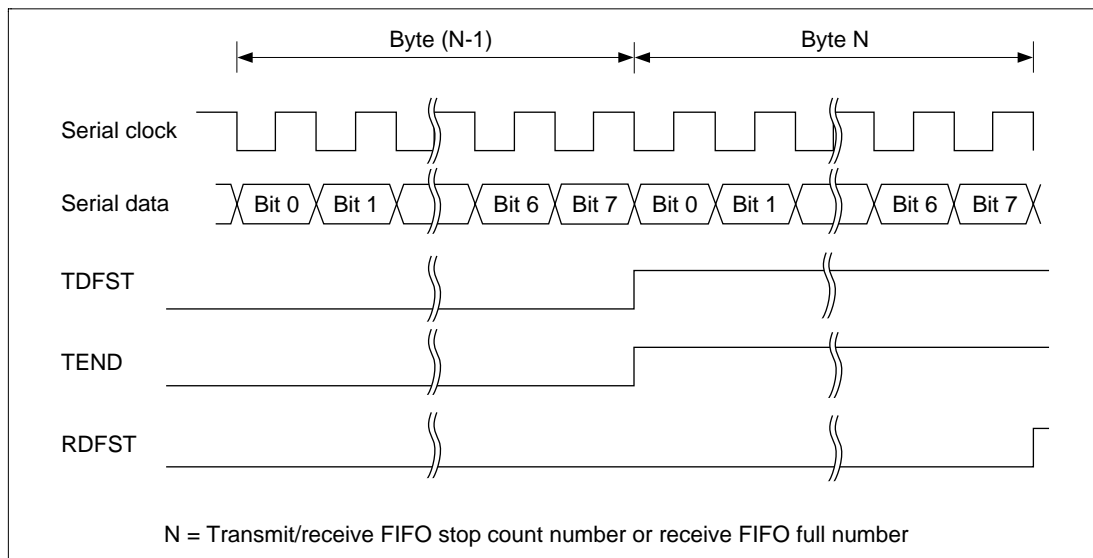 Byte (N-1) Byte N
Serial clock
Serial data Bit 0 Bit 1 Bit 6 Bit 7 Bit 0 Bit 1 Bit 6 Bit 7
TDFST
TEND
RDFST
N = Transmit/receive FIFO stop count number or receive FIFO full number